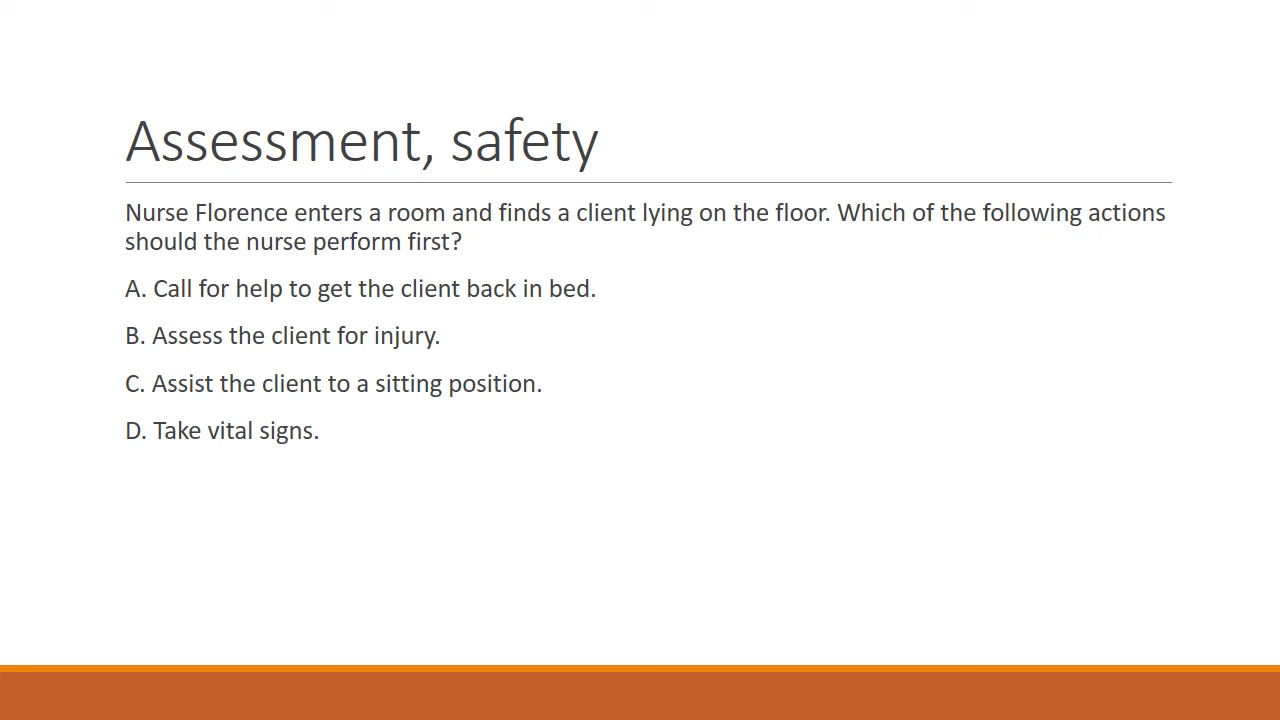 Assessment, safety
Nurse Florence enters a room and finds a client lying on the floor. Which of the following actions
should the nurse perform first?
A. Call for help to get the client back in bed.
B. Assess the client for injury.
C. Assist the client to a sitting position.
D. Take vital signs.